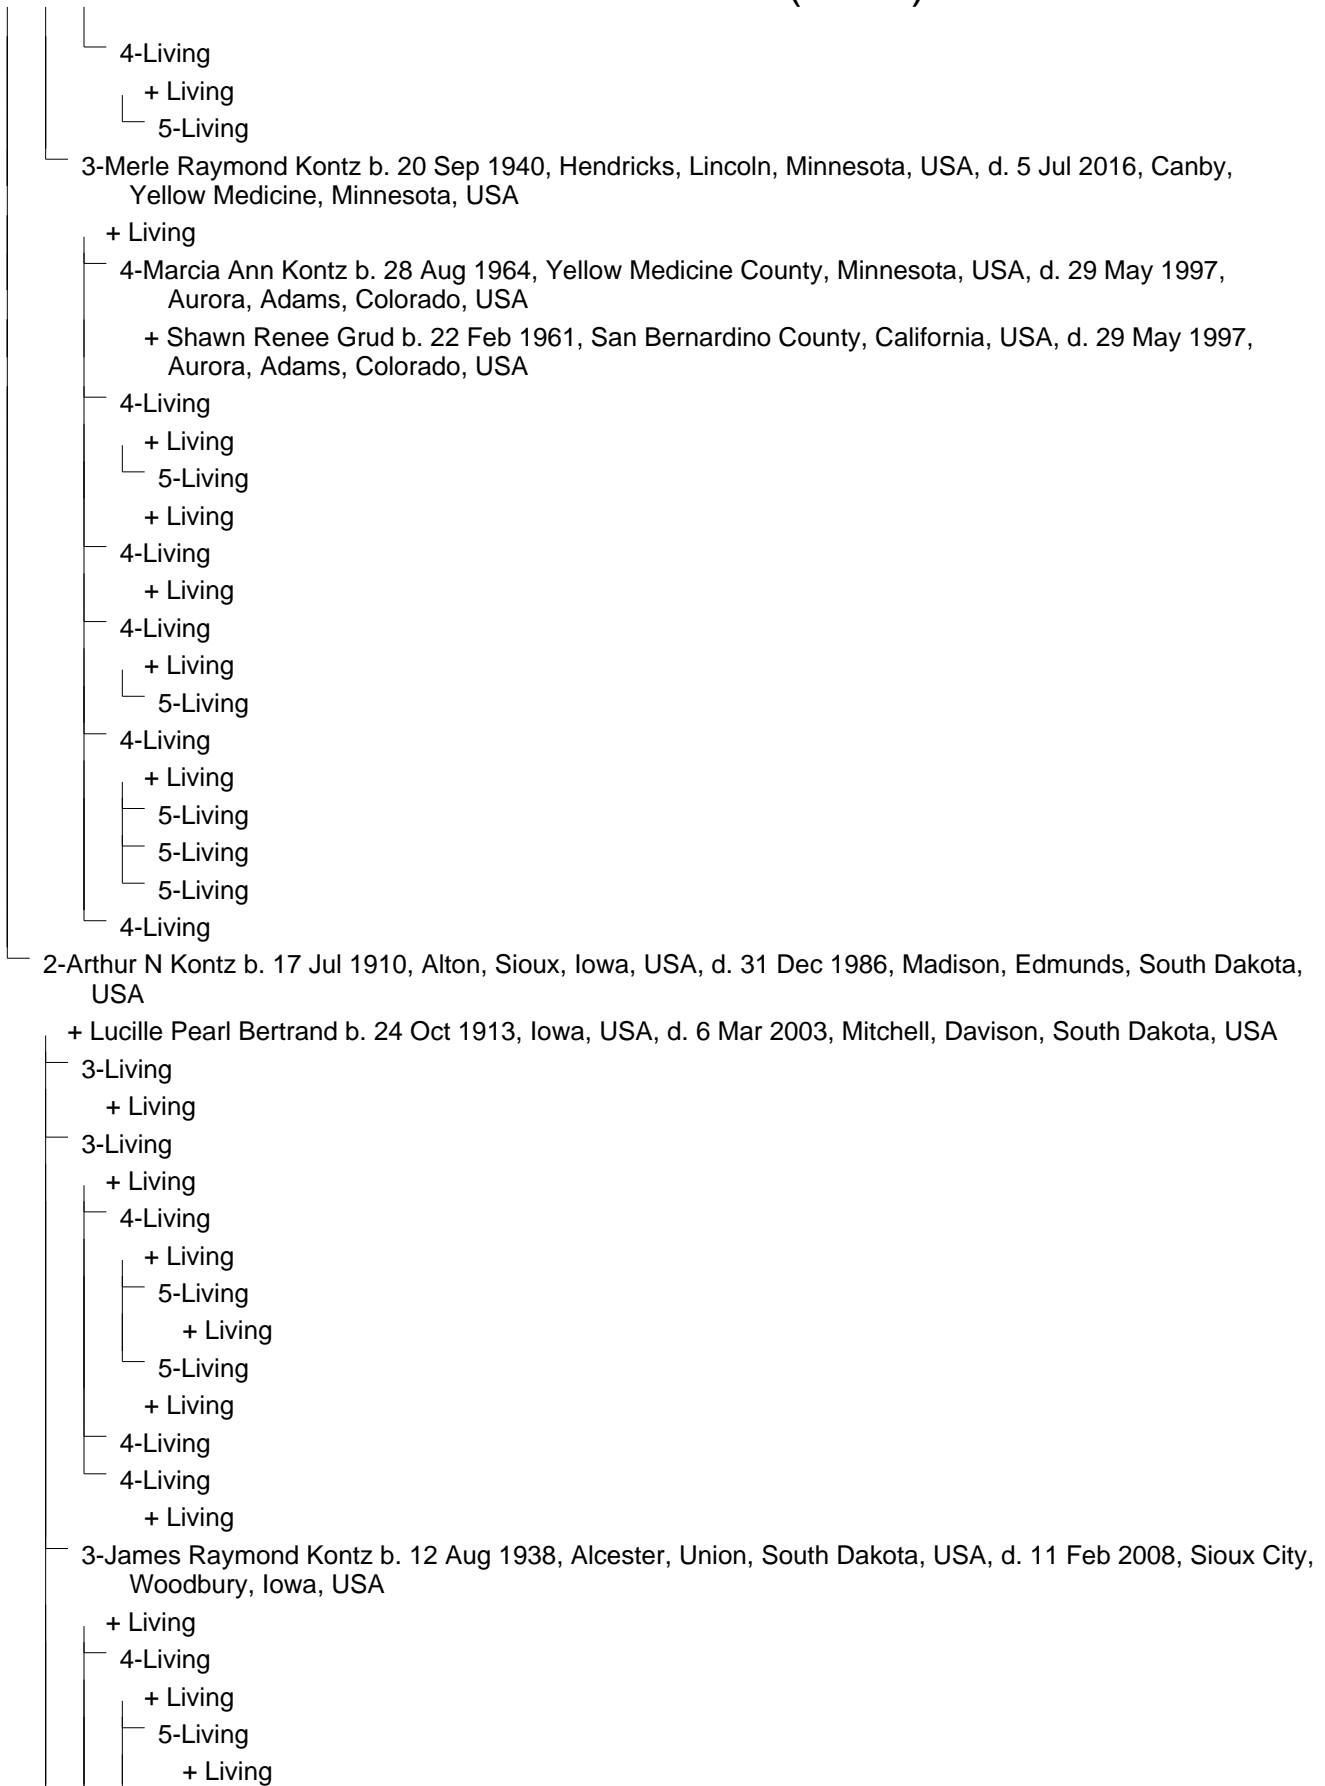 4-Living
+ Living
5-Living
3-Merle Raymond Kontz b. 20 Sep 1940, Hendricks, Lincoln, Minnesota, USA, d. 5 Jul 2016, Canby,
Yellow Medicine, Minnesota, USA
+ Living
4-Marcia Ann Kontz b. 28 Aug 1964, Yellow Medicine County, Minnesota, USA, d. 29 May 1997,
Aurora, Adams, Colorado, USA
+ Shawn Renee Grud b. 22 Feb 1961, San Bernardino County, California, USA, d. 29 May 1997,
Aurora, Adams, Colorado, USA
4-Living
+ Living
5-Living
+ Living
4-Living
+ Living
4-Living
+ Living
5-Living
4-Living
+ Living
5-Living
5-Living
5-Living
4-Living
2-Arthur N Kontz b. 17 Jul 1910, Alton, Sioux, Iowa, USA, d. 31 Dec 1986, Madison, Edmunds, South Dakota,
USA
+ Lucille Pearl Bertrand b. 24 Oct 1913, Iowa, USA, d. 6 Mar 2003, Mitchell, Davison, South Dakota, USA
3-Living
+ Living
3-Living
+ Living
4-Living
+ Living
5-Living
+ Living
5-Living
+ Living
4-Living
4-Living
+ Living
3-James Raymond Kontz b. 12 Aug 1938, Alcester, Union, South Dakota, USA, d. 11 Feb 2008, Sioux City,
Woodbury, Iowa, USA
+ Living
4-Living
+ Living
5-Living
+ Living